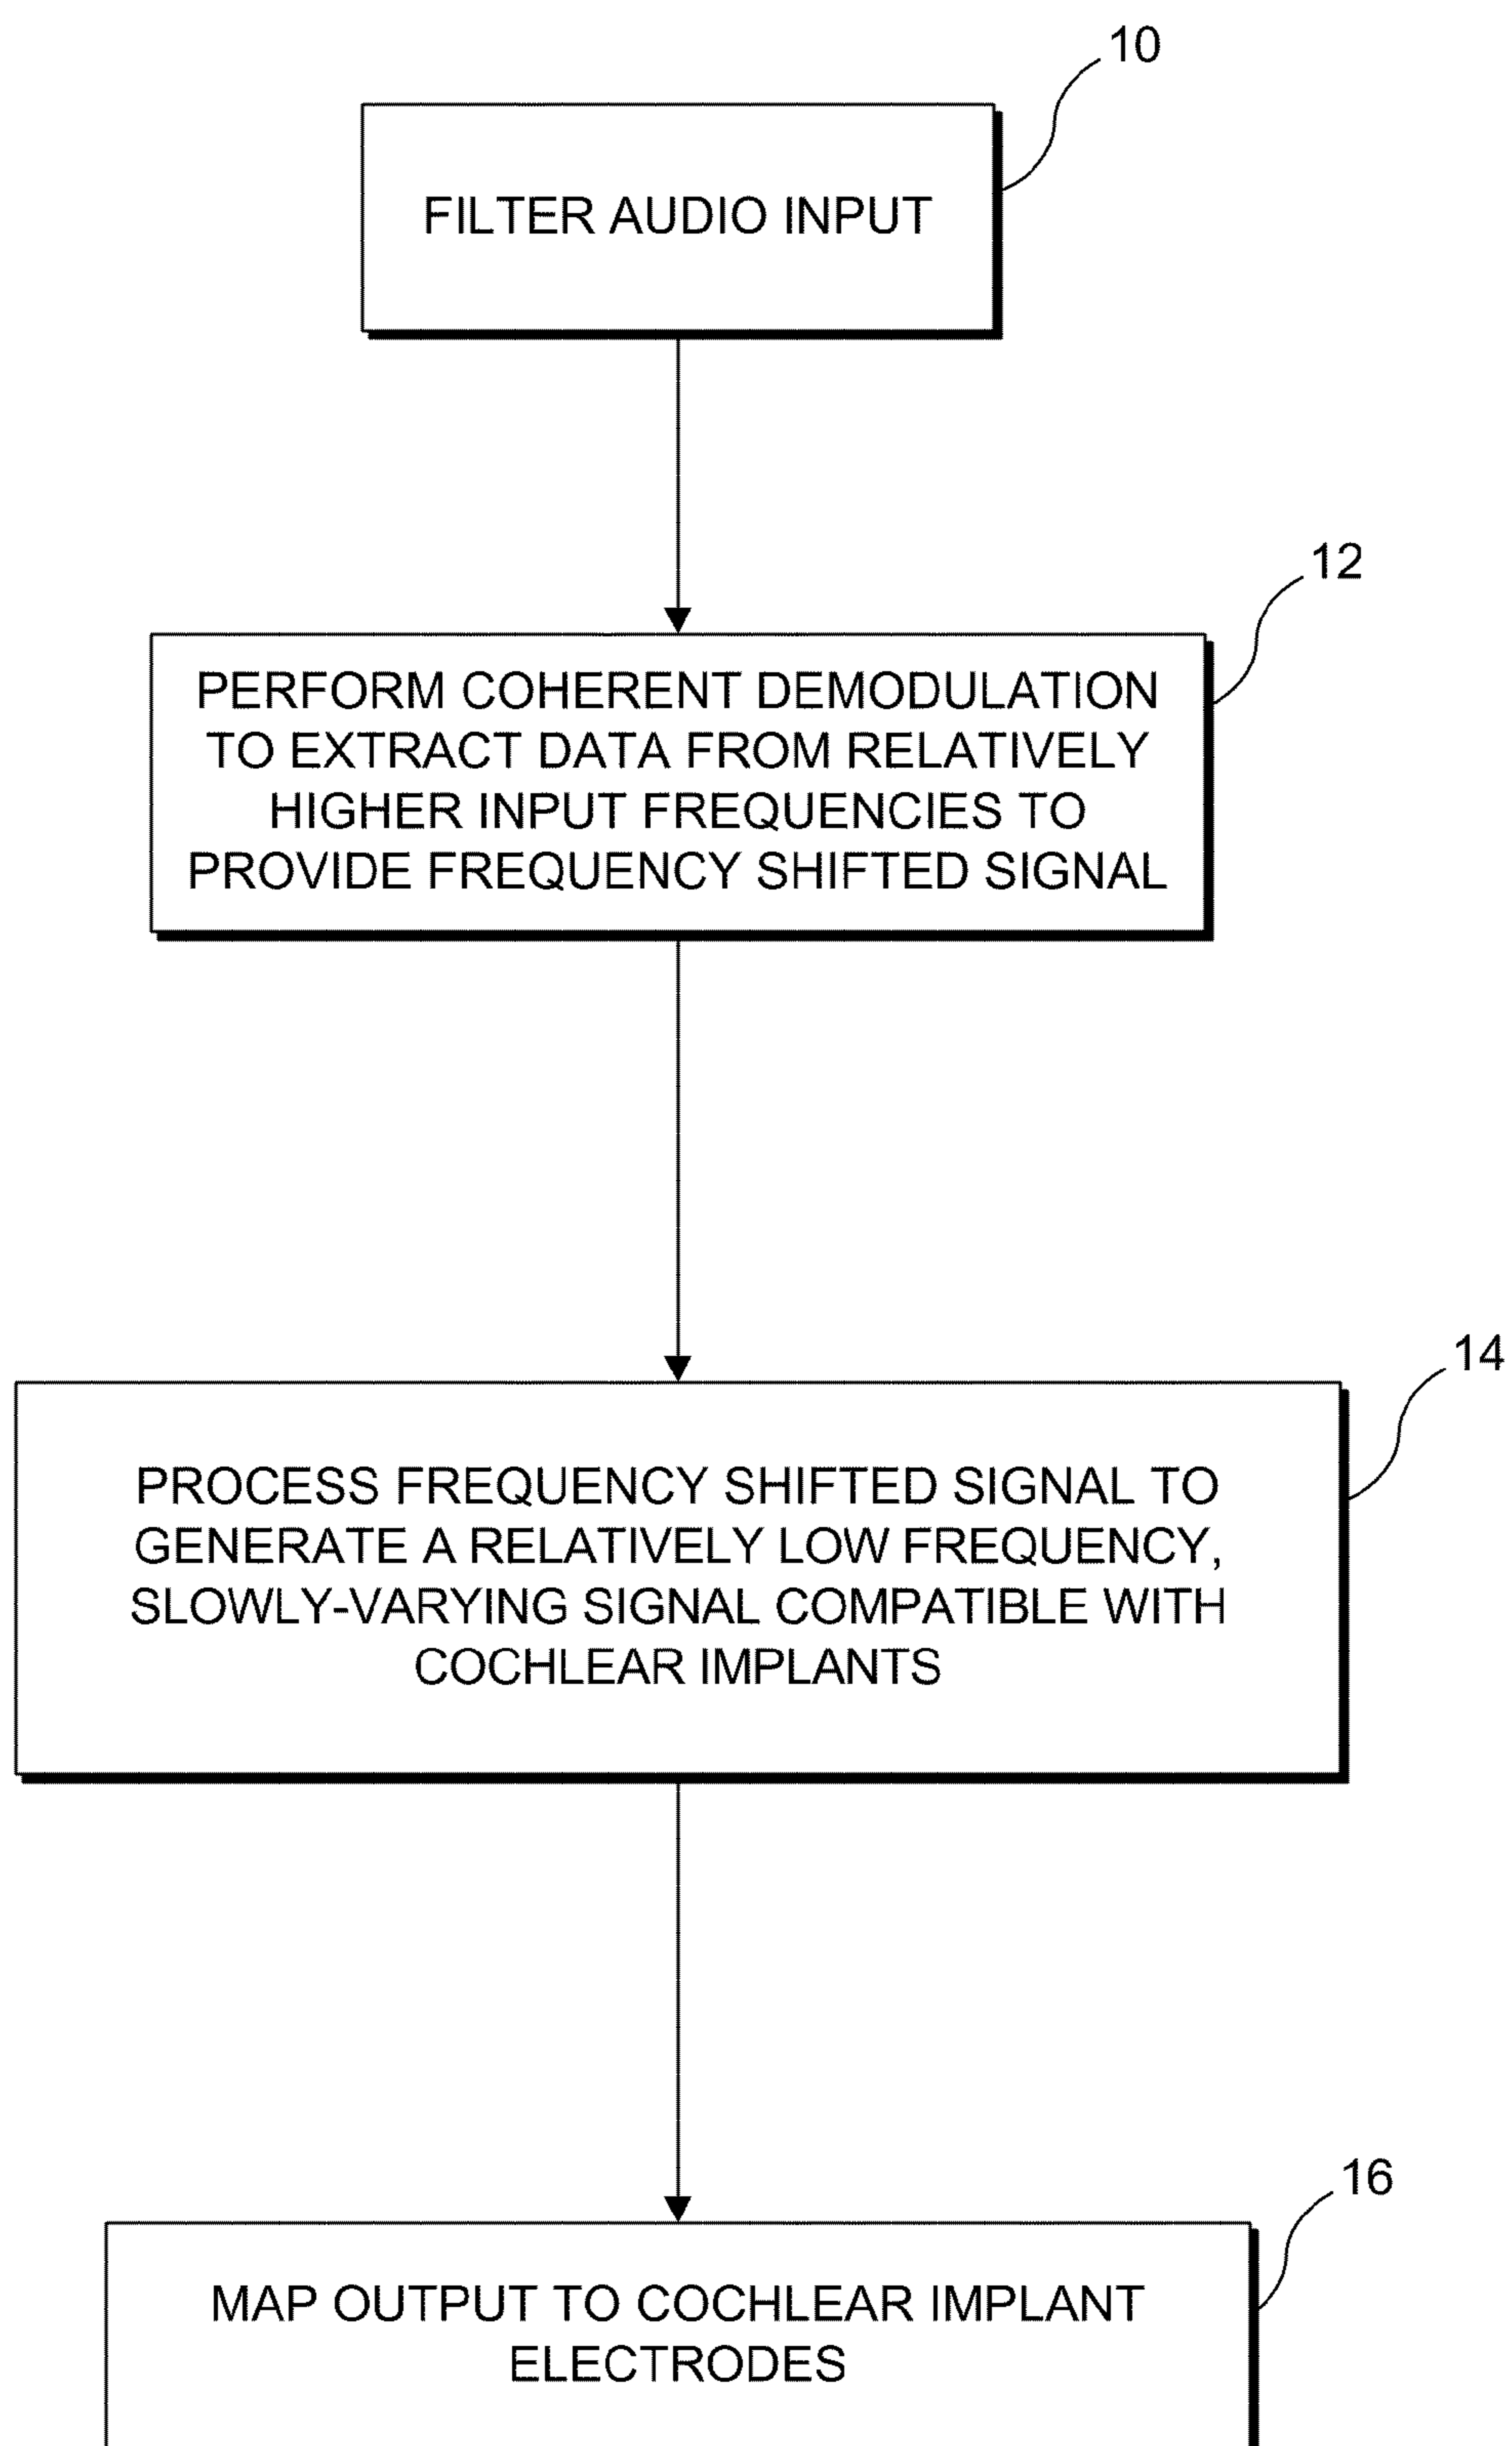 10
FILTER AUDIO INPUT
12
PERFORM COHERENT DEMODULATION
TO EXTRACT DATA FROM RELATIVELY
HIGHER INPUT FREQUENCIES TO
PROVIDE FREQUENCY SHIFTED SIGNAL
14
PROCESS FREQUENCY SHIFTED SIGNAL TO
GENERATE A RELATIVELY LOW FREQUENCY,
SLOWLY-VARYING SIGNAL COMPATIBLE WITH
COCHLEAR IMPLANTS
16
MAP OUTPUT TO COCHLEAR IMPLANT
ELECTRODES